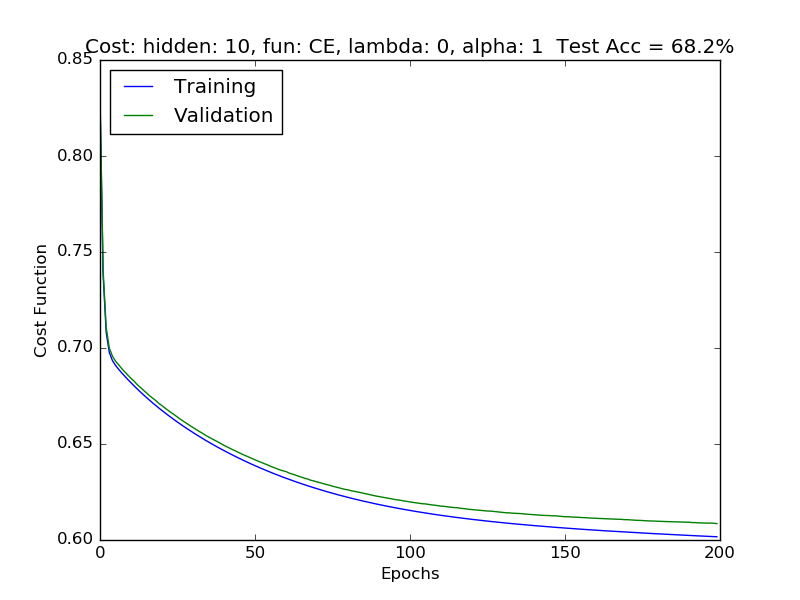 Cost: hidden: 10, fun: CE, lambda: 0, alpha: 1  Test Acc = 68.2%
0.85
Training
Validation
0.80
0.75
Cost Function
0.70
0.65
0.60
0 50 100 150 200
Epochs